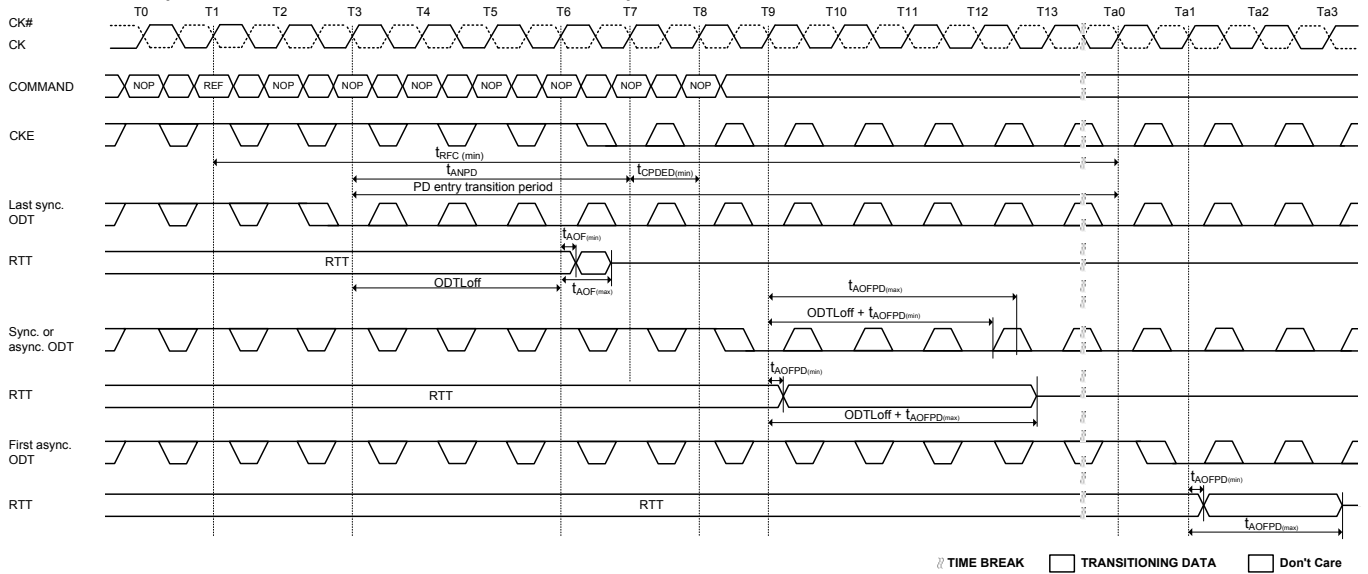 T0 T1 T2 T3 T4 T5 T6 T7 T8 T9 T10 T11 T12 T13 Ta0 Ta1 Ta2 Ta3
CK#
CK
COMMAND NOP REF NOP NOP NOP NOP NOP NOP NOP
CKE
tRFC (min)
tANPD tCPDED(min)
PD entry transition period
Last sync.
ODT
tAOF(min)
RTT RTT
ODTLoff tAOF(max)
tAOFPD(max)
ODTLoff + tAOFPD(min)
Sync. or
async. ODT
tAOFPD(min)
RTT RTT
ODTLoff + tAOFPD(max)
First async.
ODT
tAOFPD(min)
RTT RTT
tAOFPD(max)
TIME BREAK TRANSITIONING DATA Don't Care